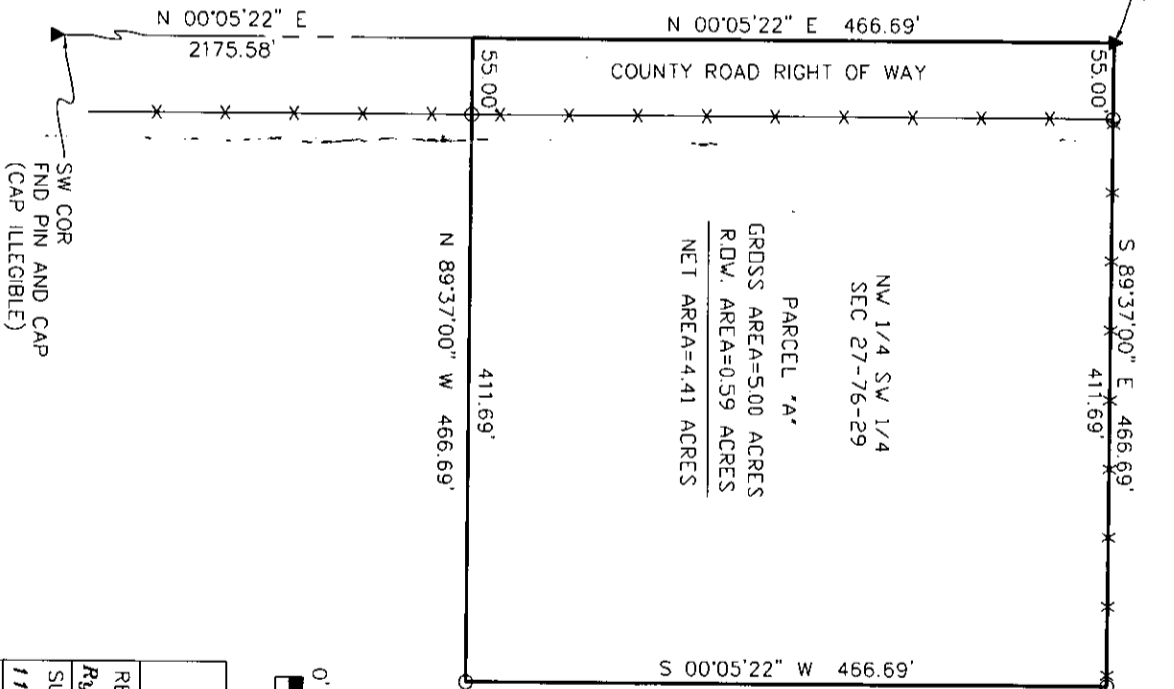 N 00°05'22" E
2175.58'
N 00°05'22" E 466.69'
COUNTY ROAD RIGHT OF WAY
55.00'
55.00'
S 89°37'00" E 466.69'
411.69'
NW 1/4 SW 1/4
SEC 27-76-29
PARCEL "A"
GROSS AREA=5.00 ACRES
R.O.W. AREA=0.59 ACRES
NET AREA=4.41 ACRES
411.69'
N 89°37'00" W 466.69'
SW COR
FND PIN AND CAP
(CAP ILLEGIBLE)
S 00°05'22" W 466.69'
0'